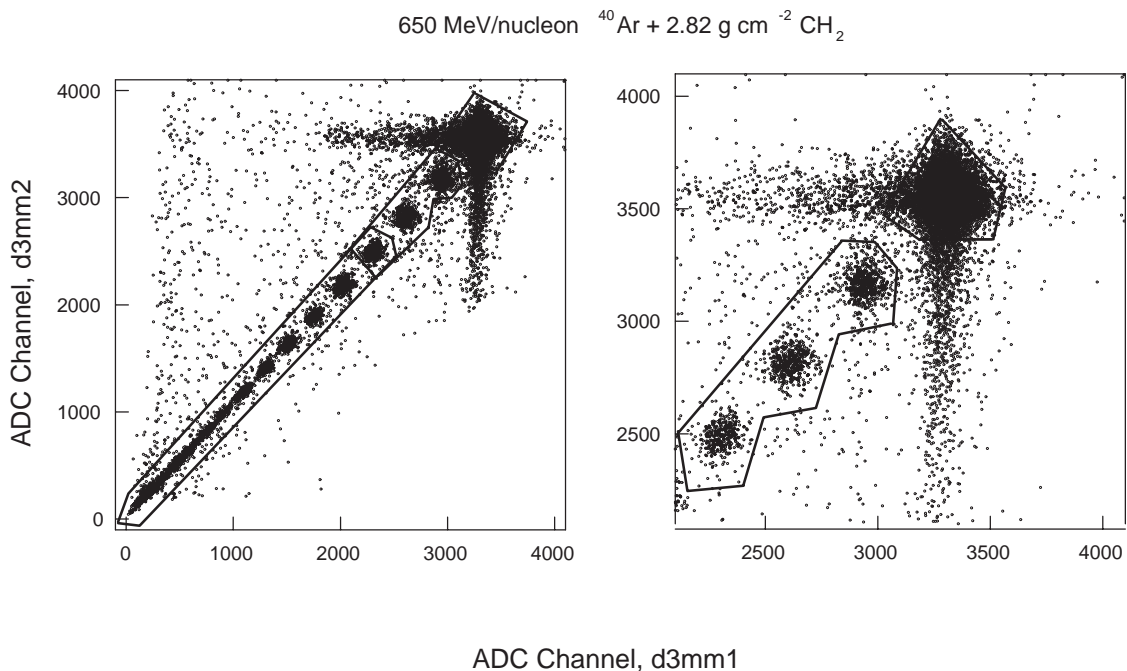 650 MeV/nucleon ⁴⁰Ar + 2.82 g cm ⁻² CH₂
4000
3000
2000
1000
0
0 1000 2000 3000 4000
ADC Channel, d3mm2
4000
3500
3000
2500
2500 3000 3500 4000
ADC Channel, d3mm1